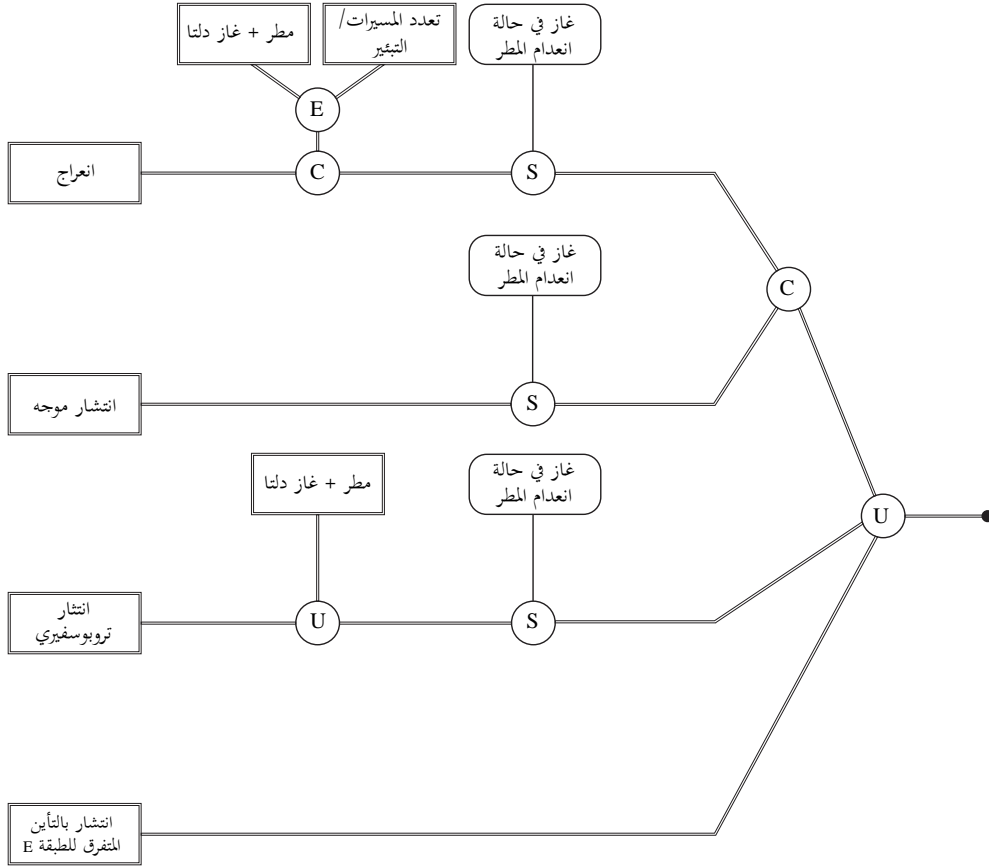 مطر + غاز دلتا
تعدد المسيرات/
التبئير
غاز في حالة
انعدام المطر
E
انعراج
C
S
غاز في حالة
انعدام المطر
C
انتشار موجه
S
مطر + غاز دلتا
غاز في حالة
انعدام المطر
U
انتثار
تروبوسفيري
U
S
انتشار بالتأين
المتفرق للطبقة E